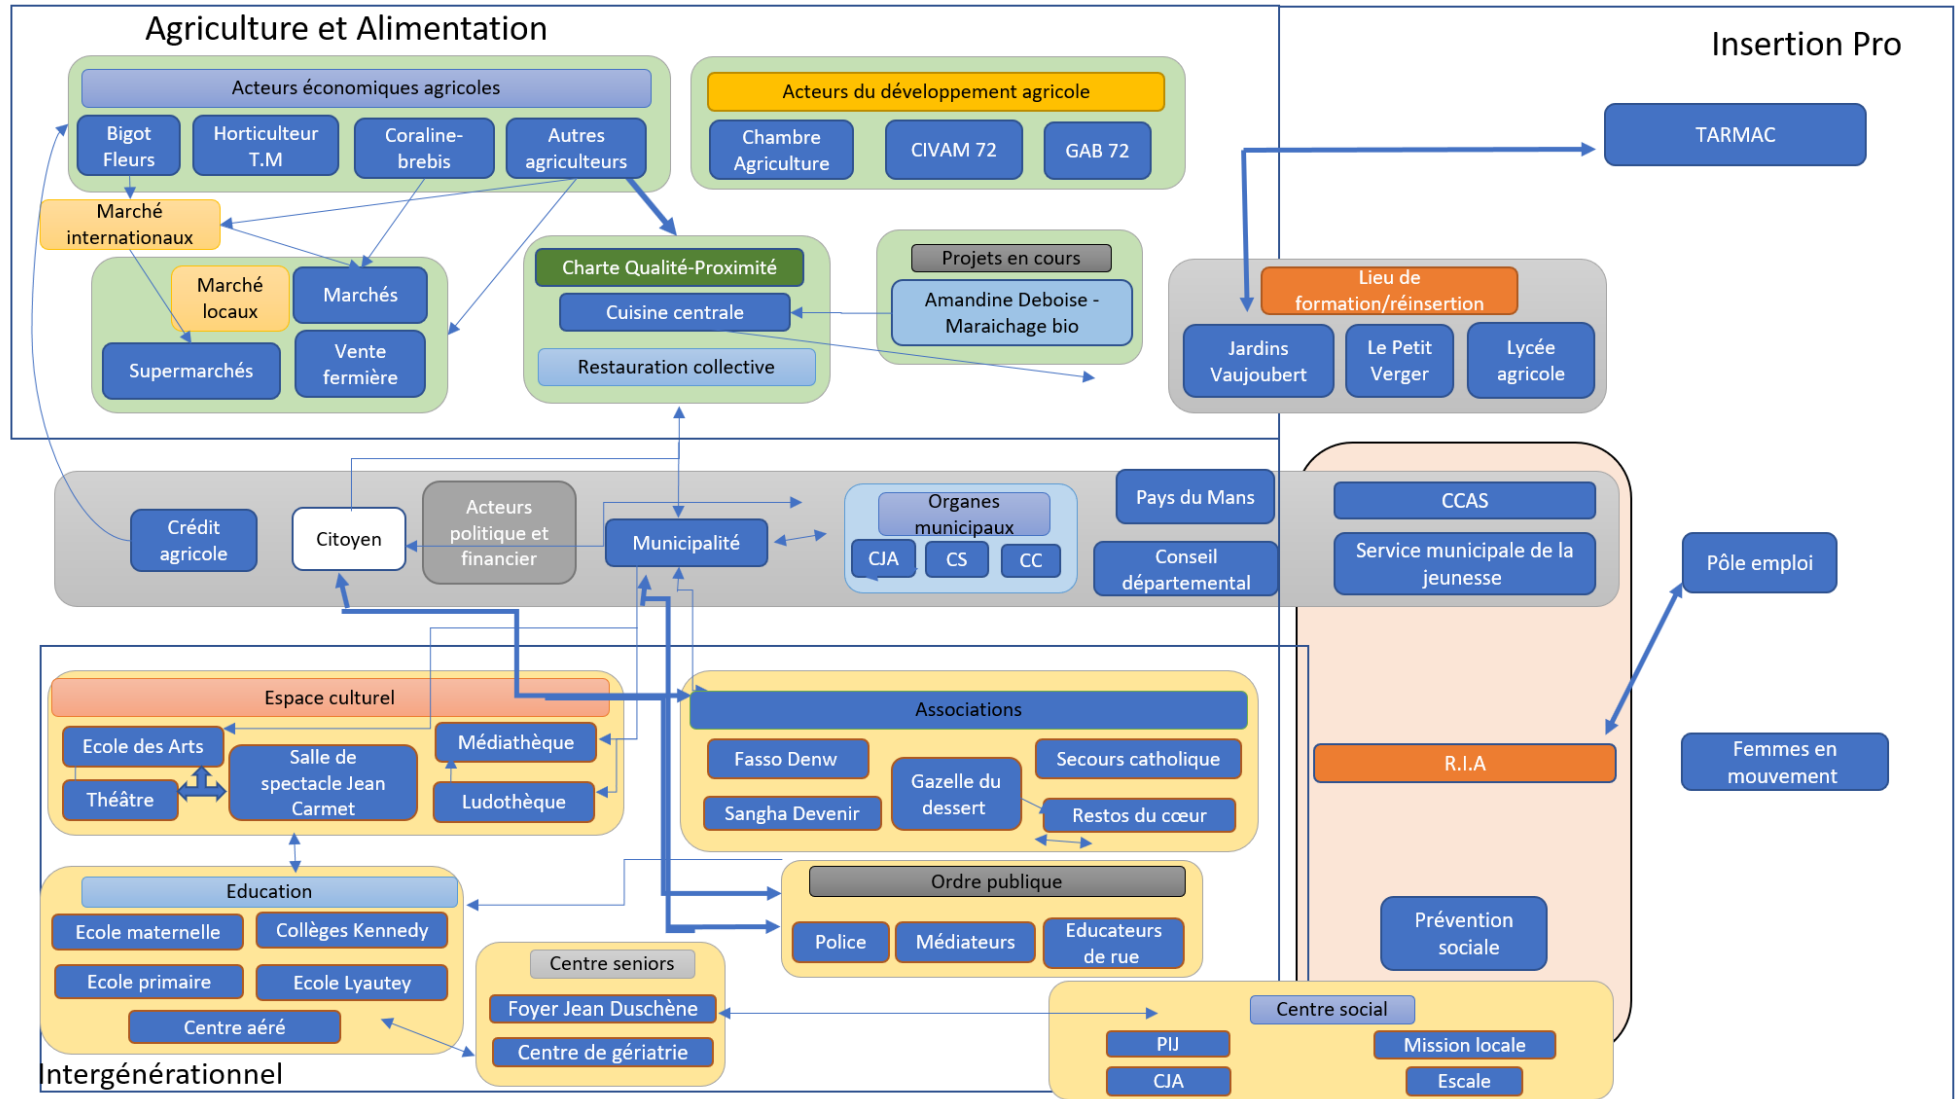 Agriculture et Alimentation
Insertion Pro
Acteurs économiques agricoles
Bigot
Fleurs
Horticulteur
T.M
Coraline-
brebis
Autres
agriculteurs
Acteurs du développement agricole
Chambre
Agriculture
CIVAM 72
GAB 72
TARMAC
Marché
internationaux
Marché
locaux
Marchés
Supermarchés
Vente
fermière
Charte Qualité-Proximité
Cuisine centrale
Restauration collective
Projets en cours
Amandine Deboise -
Maraichage bio
Lieu de
formation/réinsertion
Jardins
Vaujoubert
Le Petit
Verger
Lycée
agricole
Crédit
agricole
Citoyen
Acteurs
politique et
financier
Municipalité
Organes
municipaux
CJA
CS
CC
Pays du Mans
Conseil
départemental
CCAS
Service municipale de la
jeunesse
Pôle emploi
Espace culturel
Ecole des Arts
Théâtre
Salle de
spectacle Jean
Carmet
Médiathèque
Ludothèque
Associations
Fasso Denw
Sangha Devenir
Gazelle du
dessert
Secours catholique
Restos du cœur
R.I.A
Femmes en
mouvement
Education
Ecole maternelle
Collèges Kennedy
Ecole primaire
Ecole Lyautey
Centre aéré
Ordre publique
Police
Médiateurs
Educateurs
de rue
Prévention
sociale
Centre seniors
Foyer Jean Duschène
Centre de gériatrie
Centre social
PIJ
Mission locale
CJA
Escale
Intergénérationnel